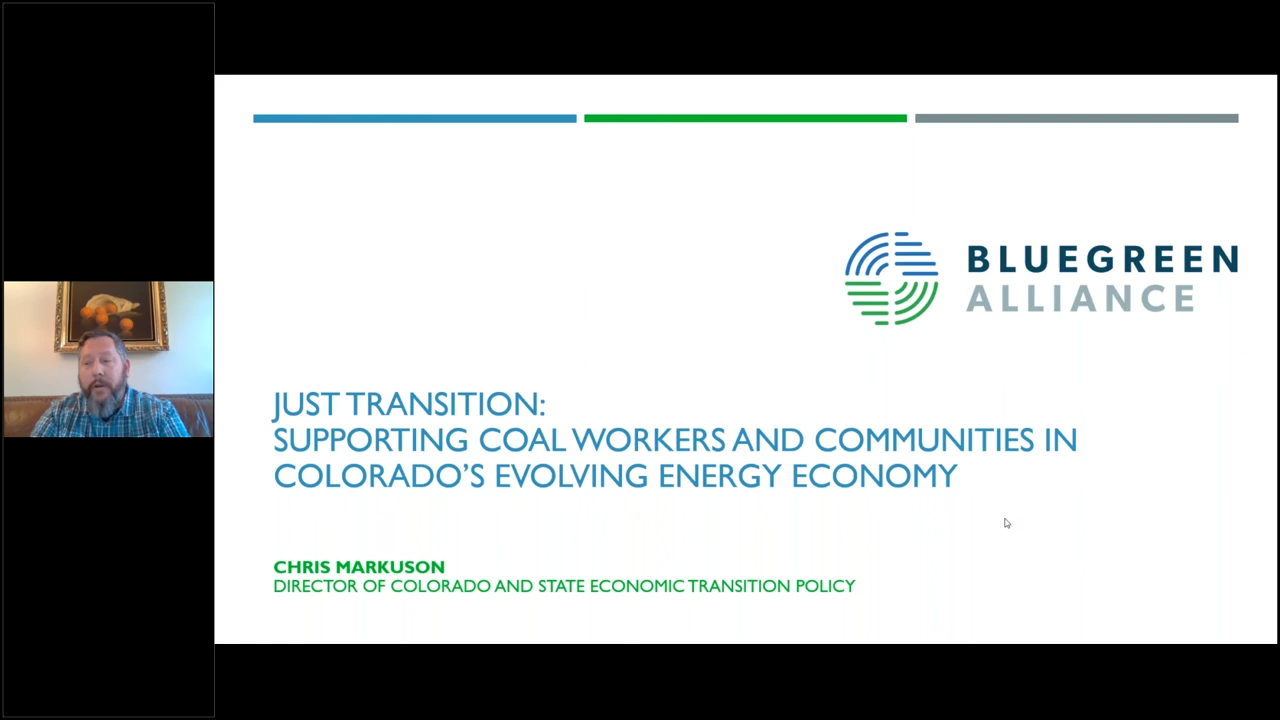 BLUEGREEN
ALLIANCE
JUST TRANSITION:
SUPPORTING COAL WORKERS AND COMMUNITIES IN
COLORADO'S EVOLVING ENERGY ECONOMY
CHRIS MARKUSON
DIRECTOR OF COLORADO AND STATE ECONOMIC TRANSITION POLICY